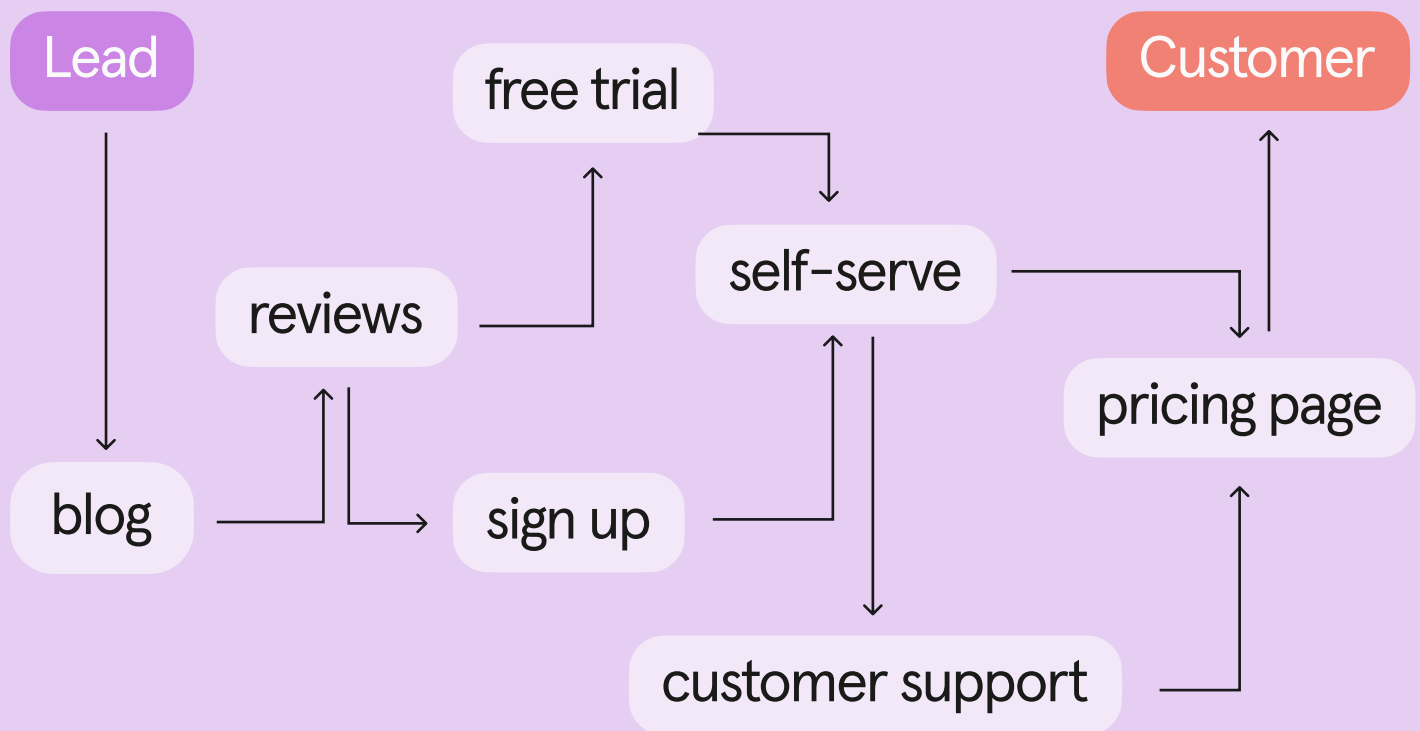 Lead
Customer
free trial
self-serve
reviews
pricing page
blog
sign up
customer support